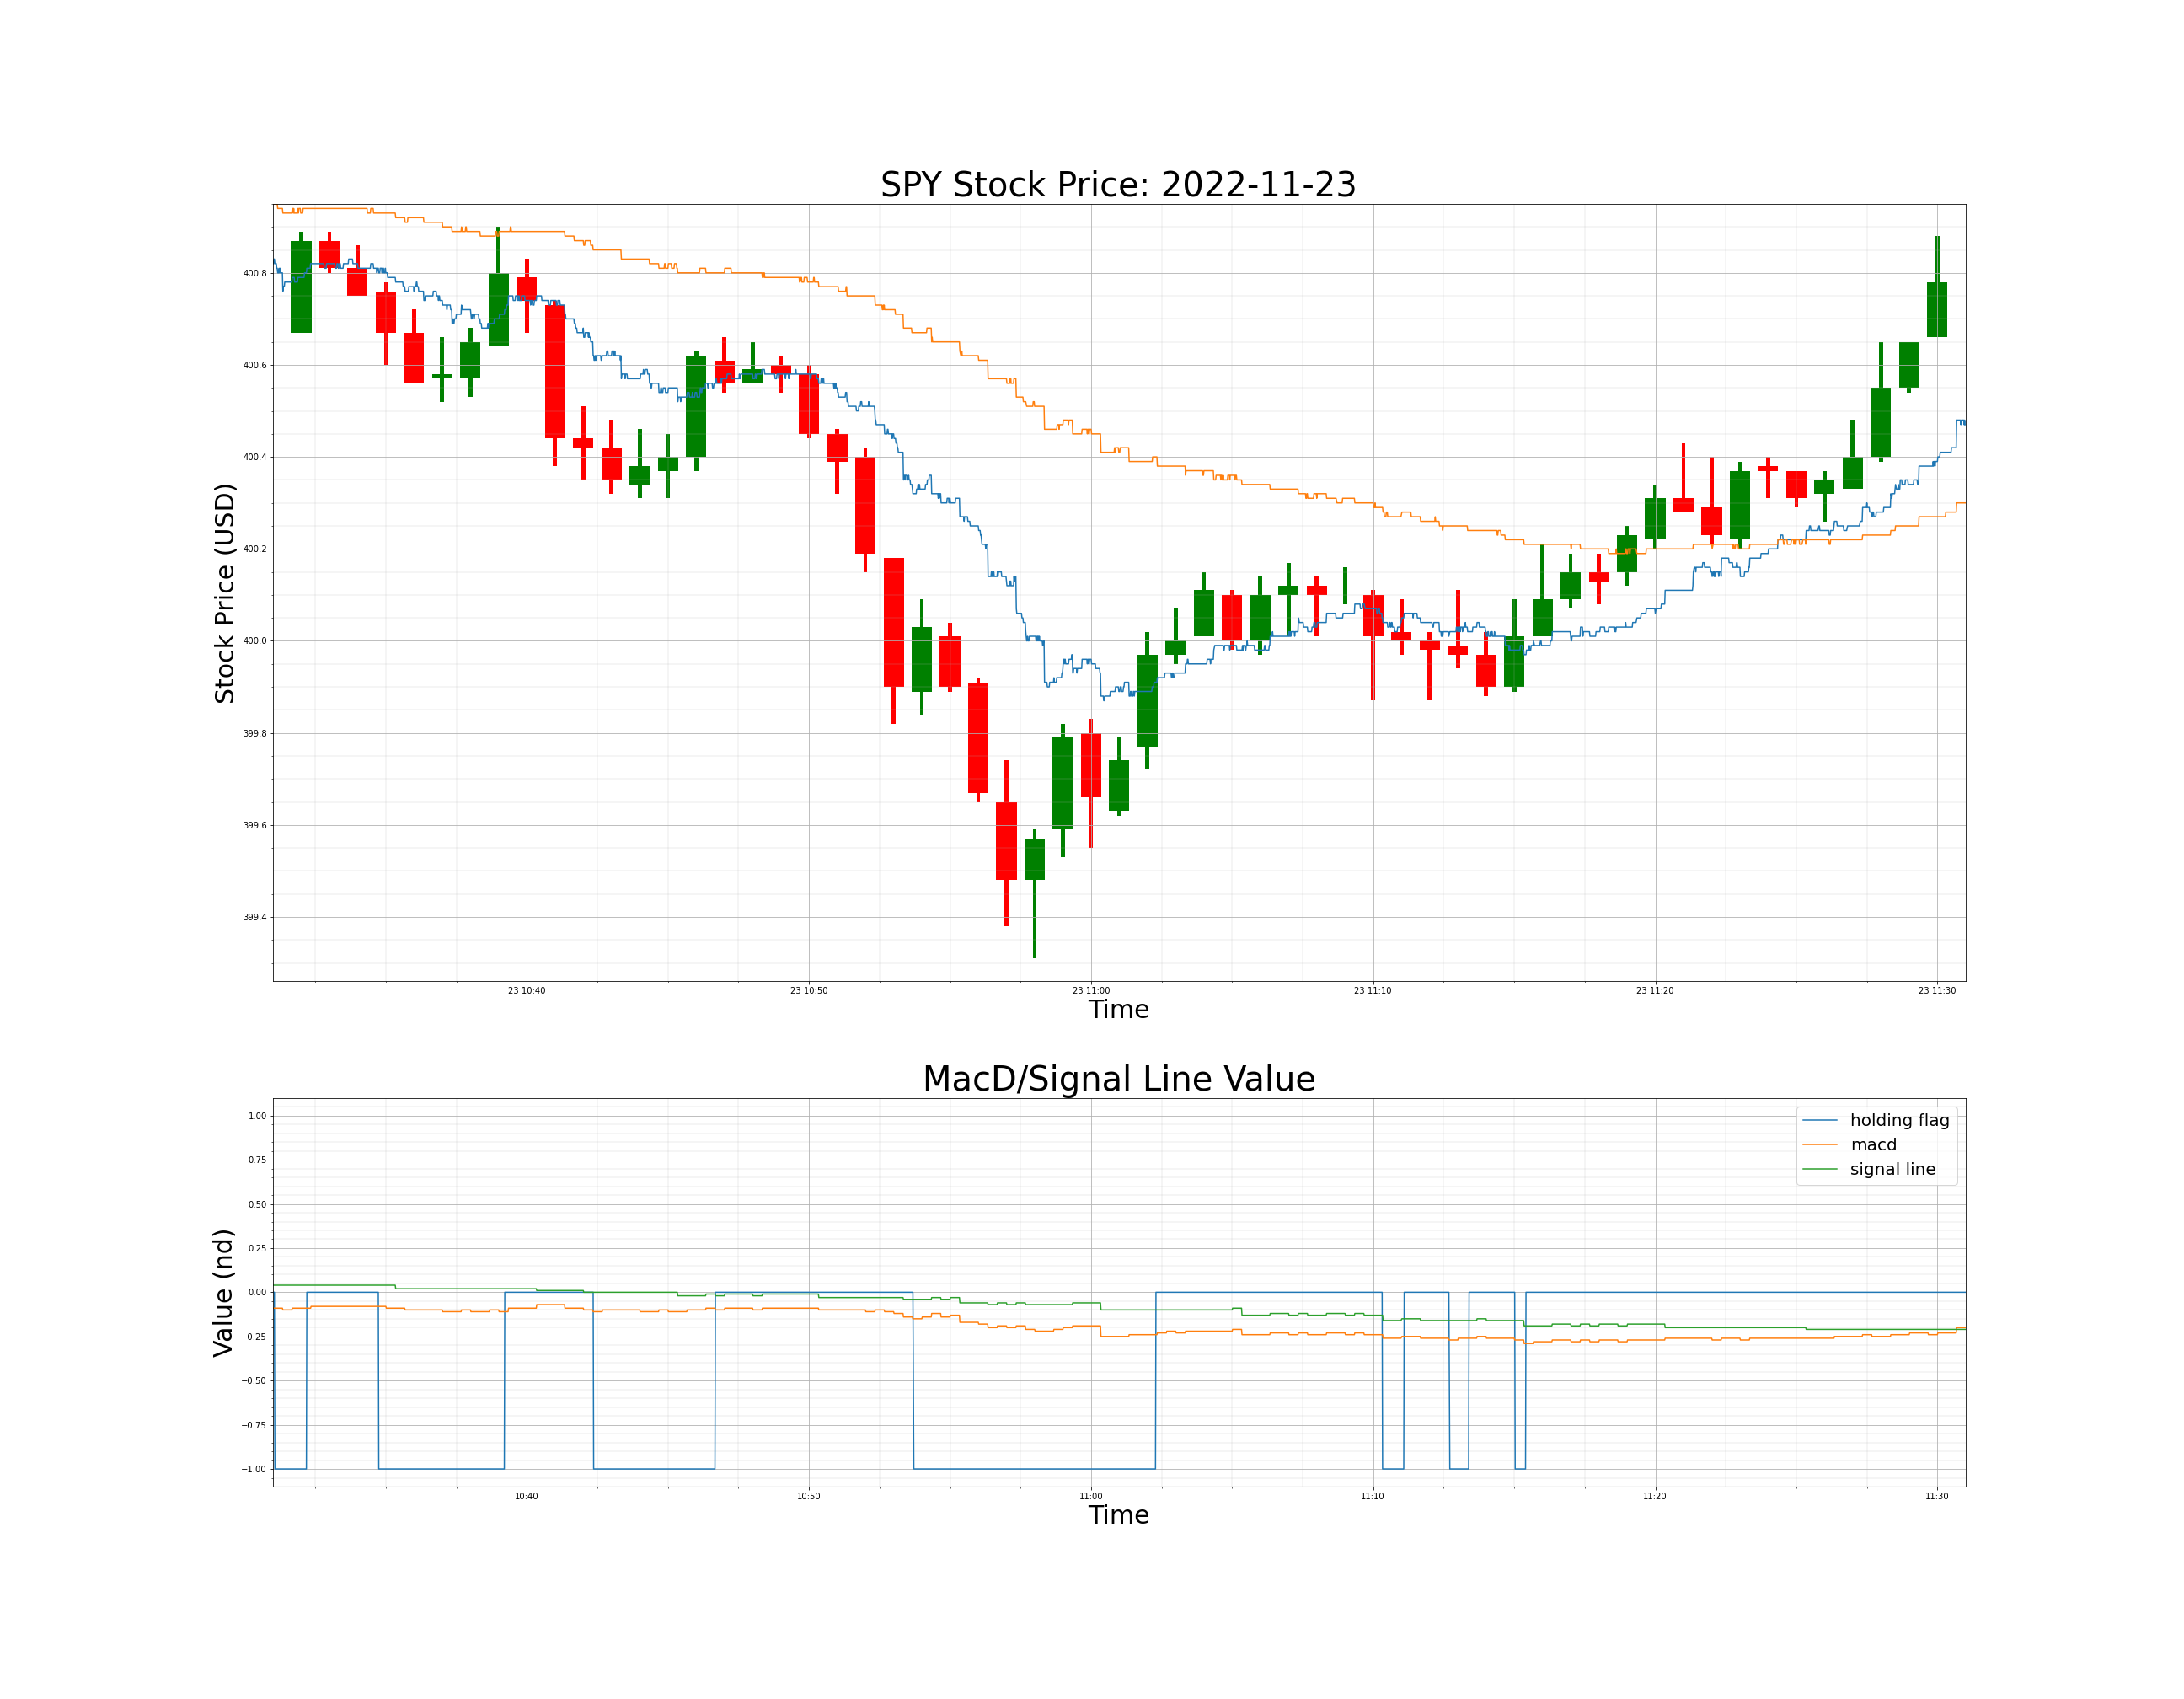 SPY Stock Price: 2022-11-23
Stock Price (USD)
400.8
400.6
400.4
400.2
400.0
399.8
399.6
399.4
23 10:40 23 10:50 23 11:00 23 11:10 23 11:20 23 11:30
Time
MacD/Signal Line Value
Value (nd)
1.00
0.75
0.50
0.25
0.00
−0.25
−0.50
−0.75
−1.00
holding flag
macd
signal line
10:40 10:50 11:00 11:10 11:20 11:30
Time